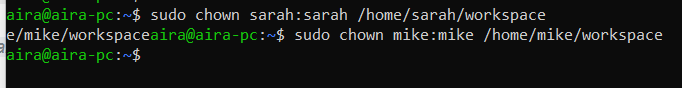 aira@aira-pc:~$ sudo chown sarah:sarah /home/sarah/workspace
e/mike/workspaceaira@aira-pc:~$ sudo chown mike:mike /home/mike/workspace
aira@aira-pc:~$